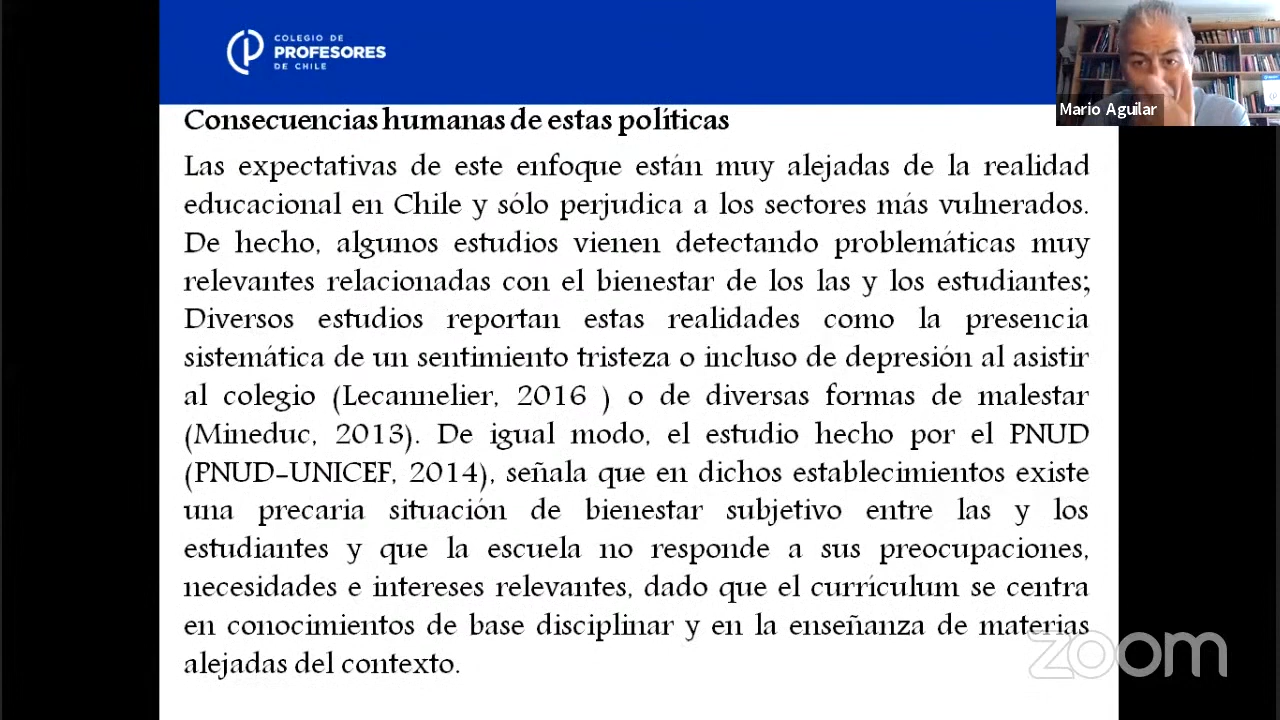 COLEGIO DE
PROFESORES
DE CHILE
Mario Aguilar
Consecuencias humanas de estas políticas
Las expectativas de este enfoque están muy alejadas de la realidad
educacional en Chile y sólo perjudica a los sectores más vulnerados.
De hecho, algunos estudios vienen detectando problemáticas muy
relevantes relacionadas con el bienestar de los las y los estudiantes;
Diversos estudios reportan estas realidades como la presencia
sistemática de un sentimiento tristeza o incluso de depresión al asistir
al colegio (Lecannelier, 2016 ) o de diversas formas de malestar
(Mineduc, 2013). De igual modo, el estudio hecho por el PNUD
(PNUD-UNICEF, 2014), señala que en dichos establecimientos existe
una precaria situación de bienestar subjetivo entre las y los
estudiantes y que la escuela no responde a sus preocupaciones,
necesidades e intereses relevantes, dado que el currículum se centra
en conocimientos de base disciplinar y en la enseñanza de materias
alejadas del contexto.
zoom